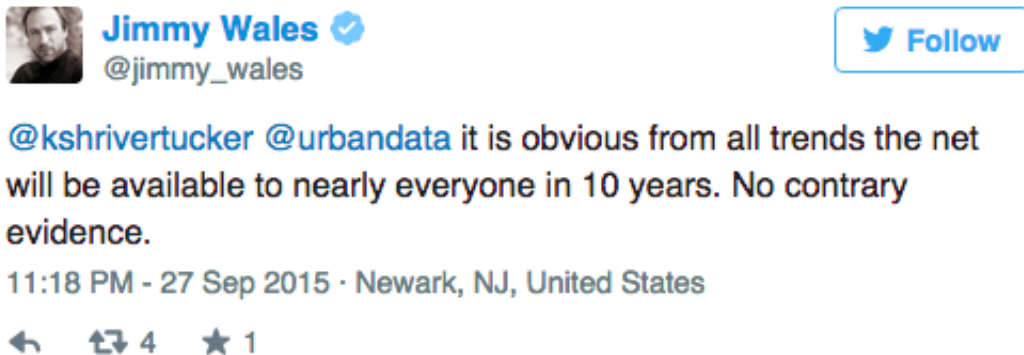 Jimmy Wales
@jimmy_wales
Follow
@kshrivertucker @urbandata it is obvious from all trends the net
will be available to nearly everyone in 10 years. No contrary
evidence.
11:18 PM - 27 Sep 2015 · Newark, NJ, United States
4 1